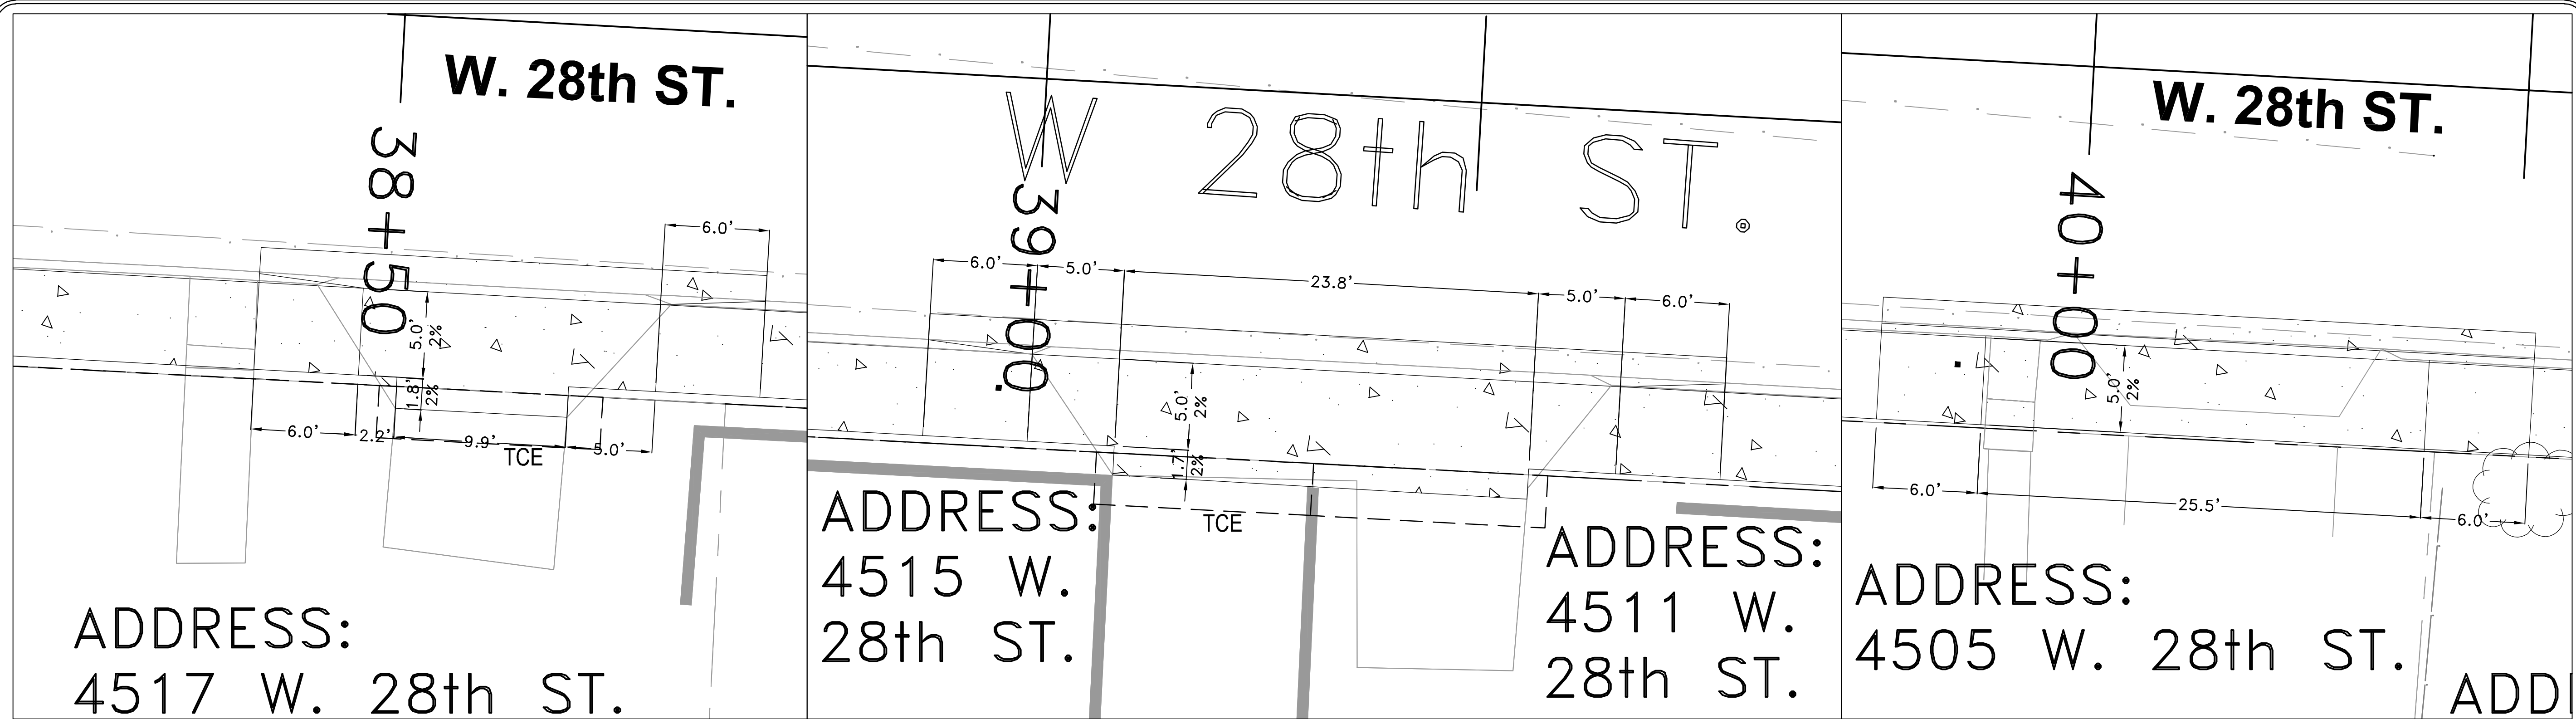 W. 28th ST.
38+50
6.0'
5.0'
2%
1.8'
2%
6.0'
2.2'
9.9'
5.0'
TCE
ADDRESS:
4517 W. 28th ST.
W 28th ST.
39+00
6.0'
5.0'
23.8'
5.0'
6.0'
5.0'
2%
1.7'
2%
TCE
ADDRESS:
4515 W.
28th ST.
ADDRESS:
4511 W.
28th ST.
W. 28th ST.
40+00
5.0'
2%
6.0'
25.5'
6.0'
ADDRESS:
4505 W. 28th ST.
ADD